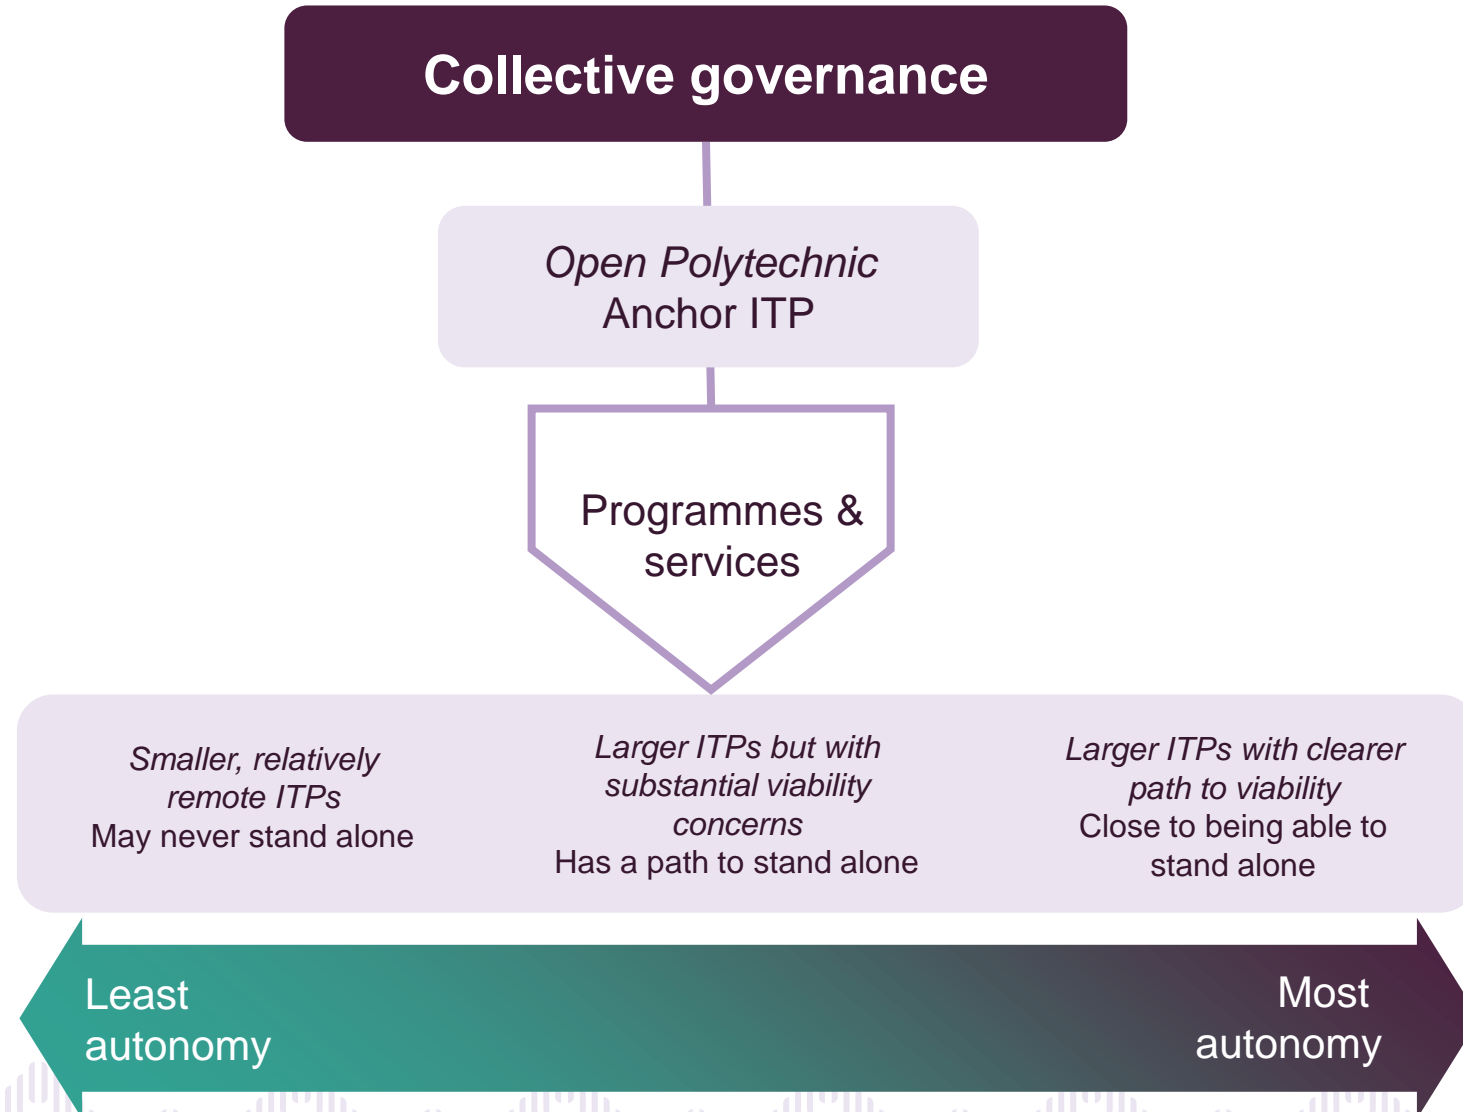 Collective governance
Open Polytechnic
Anchor ITP
Programmes &
services
Smaller, relatively
remote ITPs
May never stand alone
Larger ITPs but with
substantial viability
concerns
Has a path to stand alone
Larger ITPs with clearer
path to viability
Close to being able to
stand alone
Least
autonomy
Most
autonomy